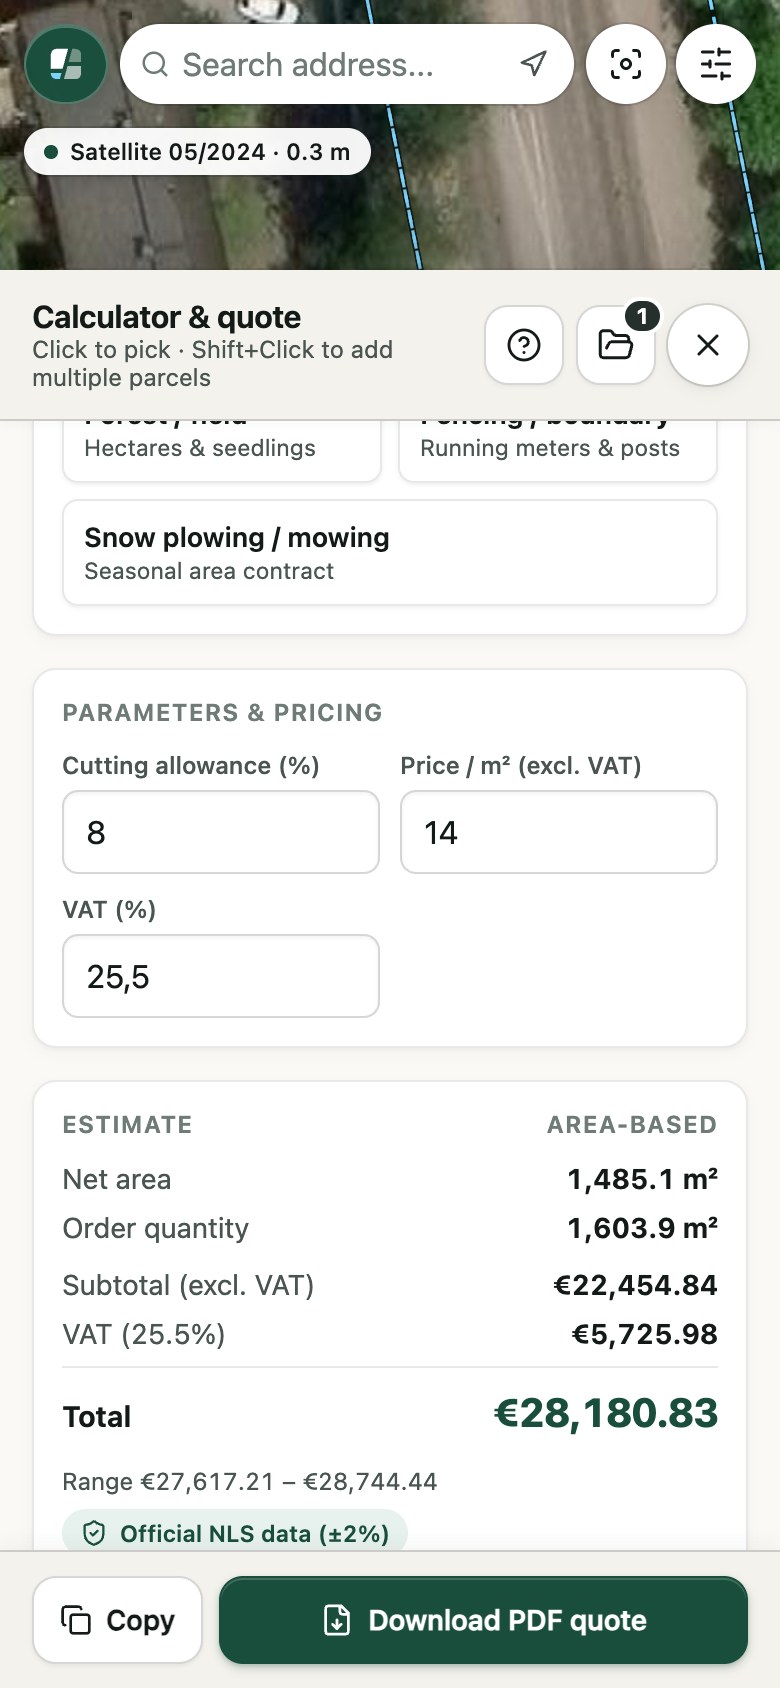 Search address...
Satellite 05/2024 · 0.3 m
Calculator & quote
Click to pick · Shift+Click to add
multiple parcels
1
Forest / field
Fencing / boundary
Hectares & seedlings
Running meters & posts
Snow plowing / mowing
Seasonal area contract
PARAMETERS & PRICING
Cutting allowance (%)
Price / m² (excl. VAT)
8
14
VAT (%)
25,5
ESTIMATE
AREA-BASED
Net area
1,485.1 m²
Order quantity
1,603.9 m²
Subtotal (excl. VAT)
€22,454.84
VAT (25.5%)
€5,725.98
Total
€28,180.83
Range €27,617.21 – €28,744.44
Official NLS data (±2%)
Copy
Download PDF quote